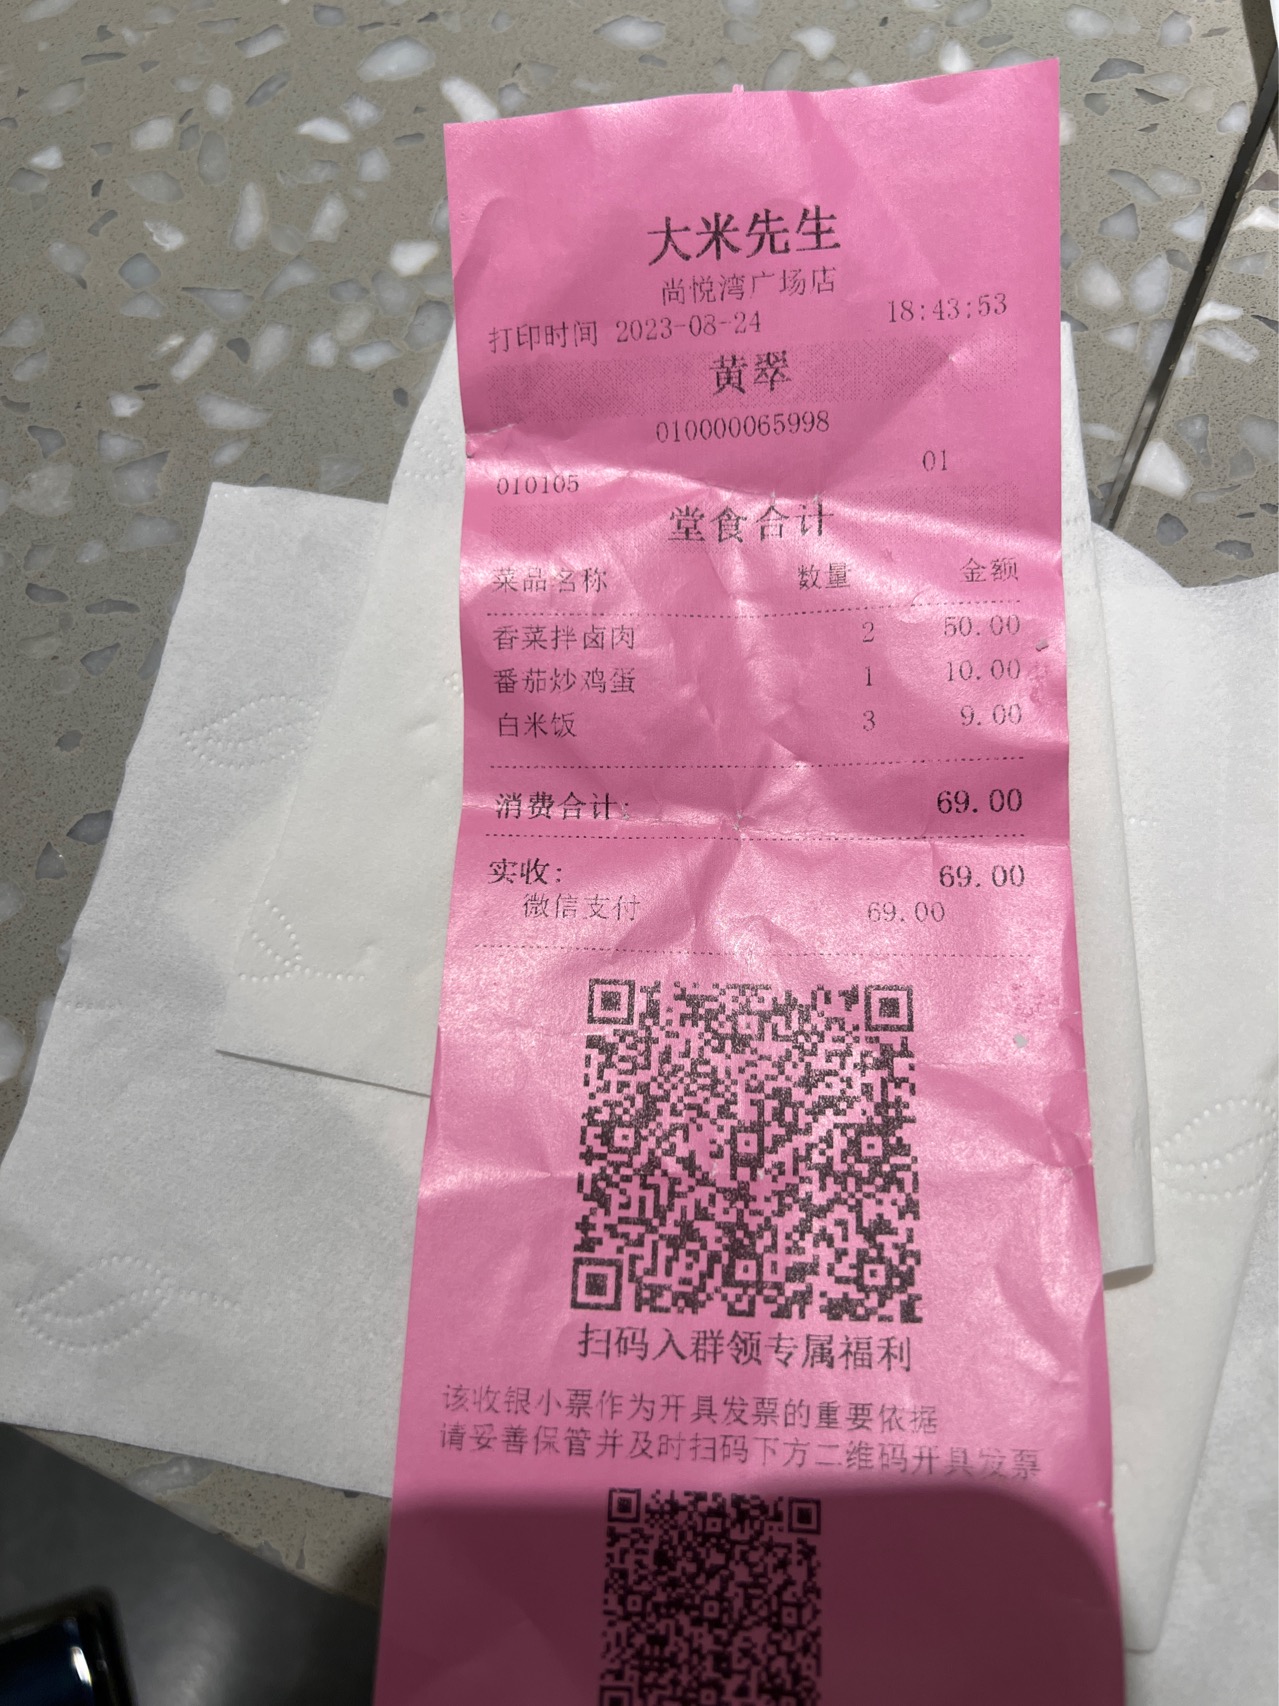 大米先生
尚悦湾广场店
打印时间 2023-08-24 18:43:53
黄翠
010000065998
010105 01
堂食合计
菜品名称 数量 金额
香菜拌卤肉 2 50.00
番茄炒鸡蛋 1 10.00
白米饭 3 9.00
消费合计: 69.00
实收: 69.00
微信支付 69.00
扫码入群领专属福利
该收银小票作为开具发票的重要依据
请妥善保管并及时扫码下方二维码开具发票